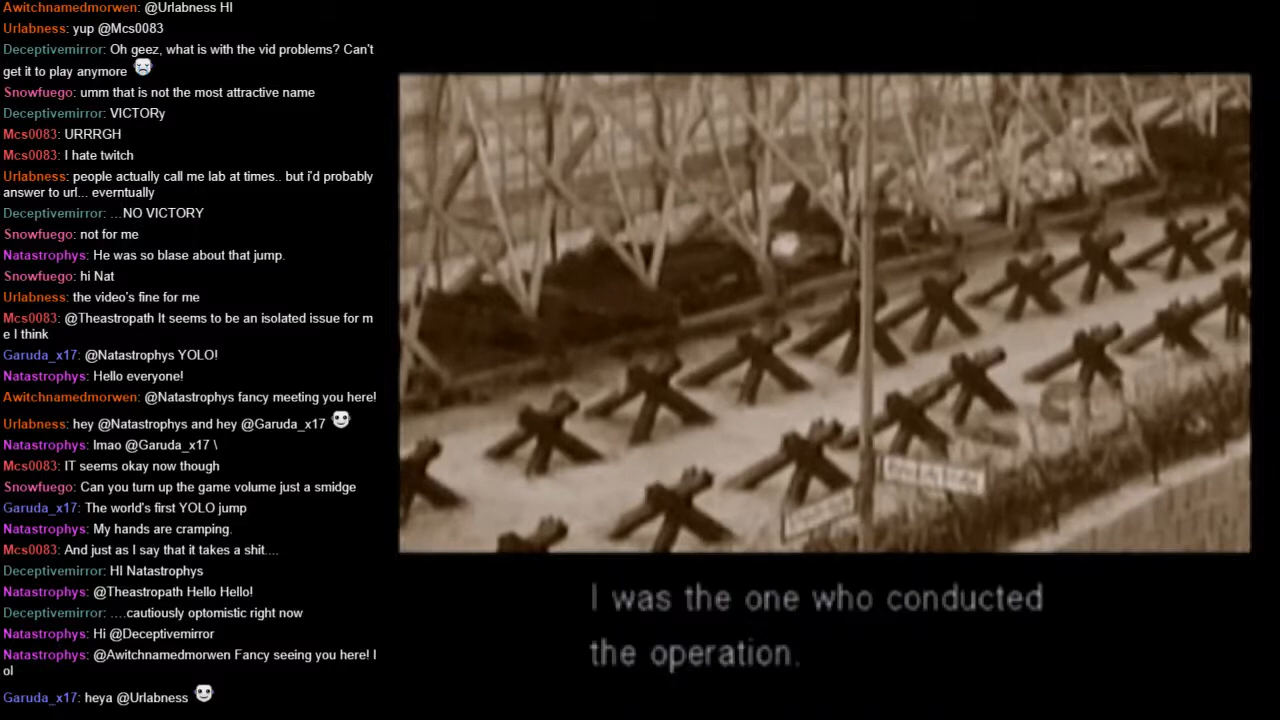 Awitchnamedmorwen: @Urlabness HI
Urlabness: yup @Mcs0083
Deceptivemirror: Oh geez, what is with the vid problems? Can't
get it to play anymore
Snowfuego: umm that is not the most attractive name
Deceptivemirror: VICTORy
Mcs0083: URRRGH
Mcs0083: I hate twitch
Urlabness: people actually call me lab at times.. but i'd probably
answer to url... everntually
Deceptivemirror: ...NO VICTORY
Snowfuego: not for me
Natastrophys: He was so blase about that jump.
Snowfuego: hi Nat
Urlabness: the video's fine for me
Mcs0083: @Theastropath It seems to be an isolated issue for m
e I think
Garuda_x17: @Natastrophys YOLO!
Natastrophys: Hello everyone!
Awitchnamedmorwen: @Natastrophys fancy meeting you here!
Urlabness: hey @Natastrophys and hey @Garuda_x17
Natastrophys: lmao @Garuda_x17 \
Mcs0083: IT seems okay now though
Snowfuego: Can you turn up the game volume just a smidge
Garuda_x17: The world's first YOLO jump
Natastrophys: My hands are cramping.
Mcs0083: And just as I say that it takes a shit....
Deceptivemirror: HI Natastrophys
Natastrophys: @Theastropath Hello Hello!
Deceptivemirror: ....cautiously optomistic right now
Natastrophys: Hi @Deceptivemirror
Natastrophys: @Awitchnamedmorwen Fancy seeing you here! l
ol
Garuda_x17: heya @Urlabness
I was the one who conducted
the operation.